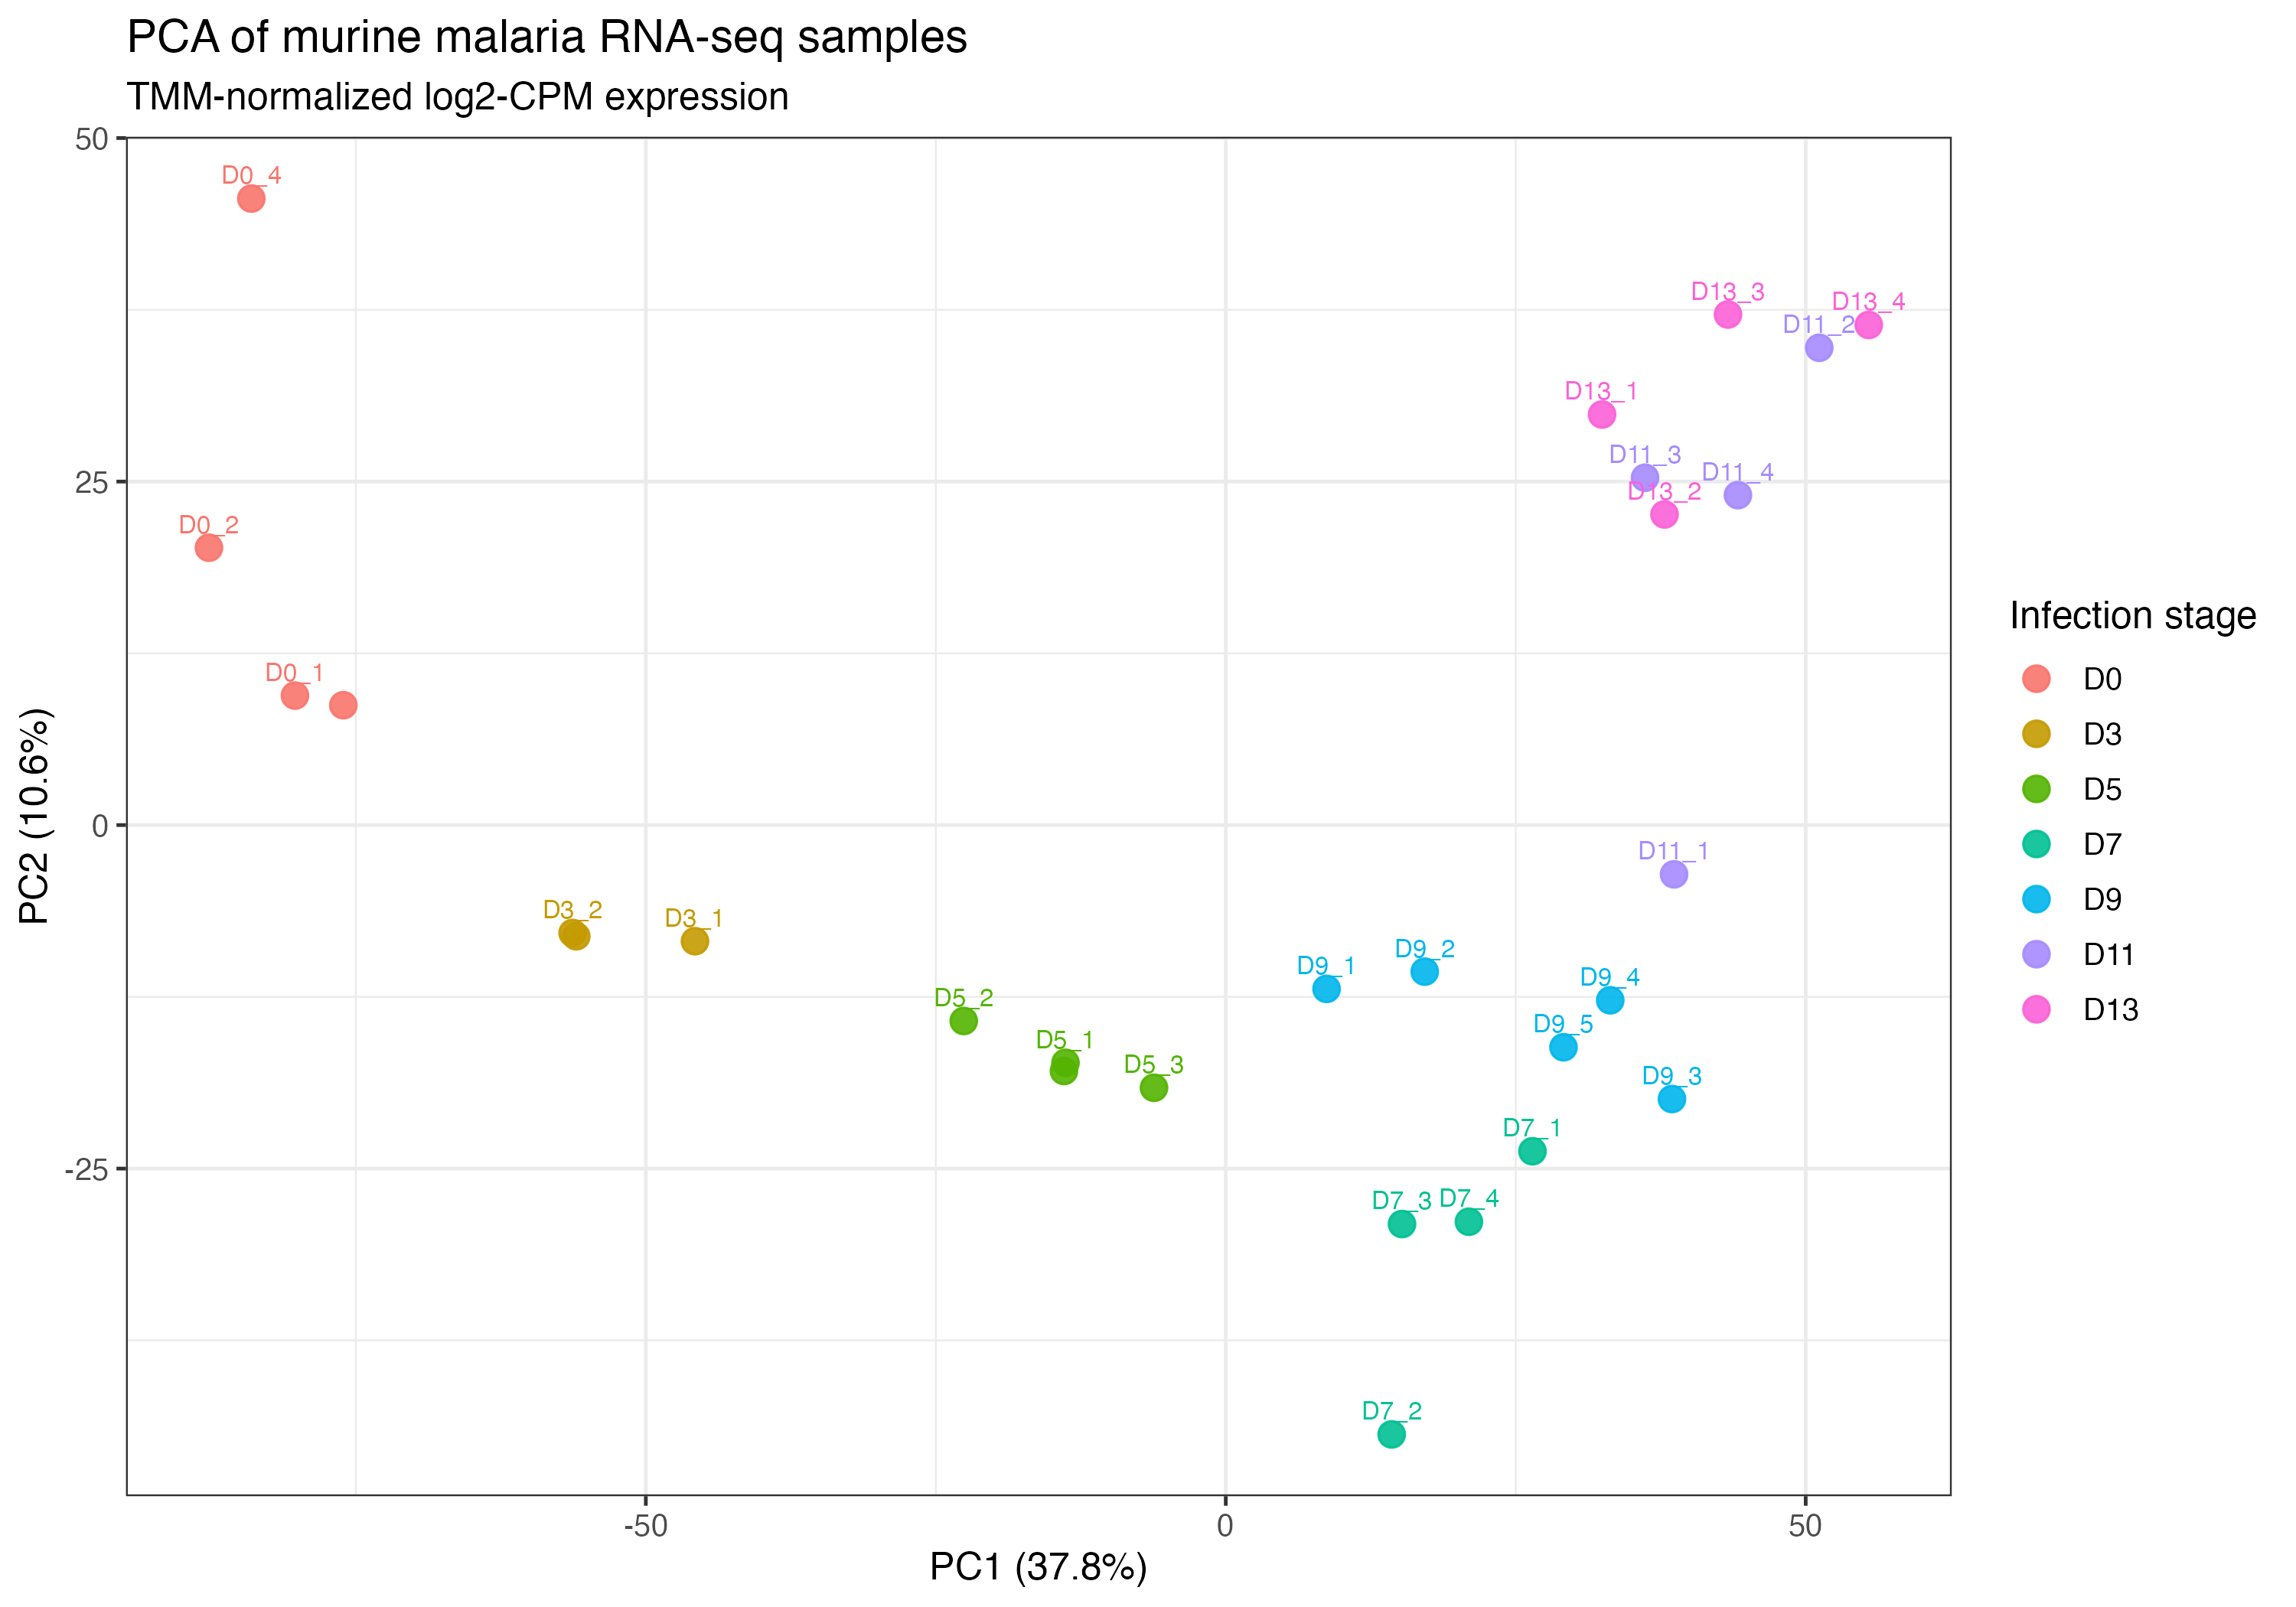 PCA of murine malaria RNA-seq samples
TMM-normalized log2-CPM expression
50
25
0
-25
PC2 (10.6%)
D0_4
D13_3
D13_4
D11_2
D13_1
D11_3
D11_4
D13_2
D0_2
D0_1
D11_1
D3_2
D3_1
D9_2
D9_1
D9_4
D5_2
D9_5
D5_1
D5_3
D9_3
D7_1
D7_3
D7_4
D7_2
Infection stage
D0
D3
D5
D7
D9
D11
D13
-50
0
50
PC1 (37.8%)